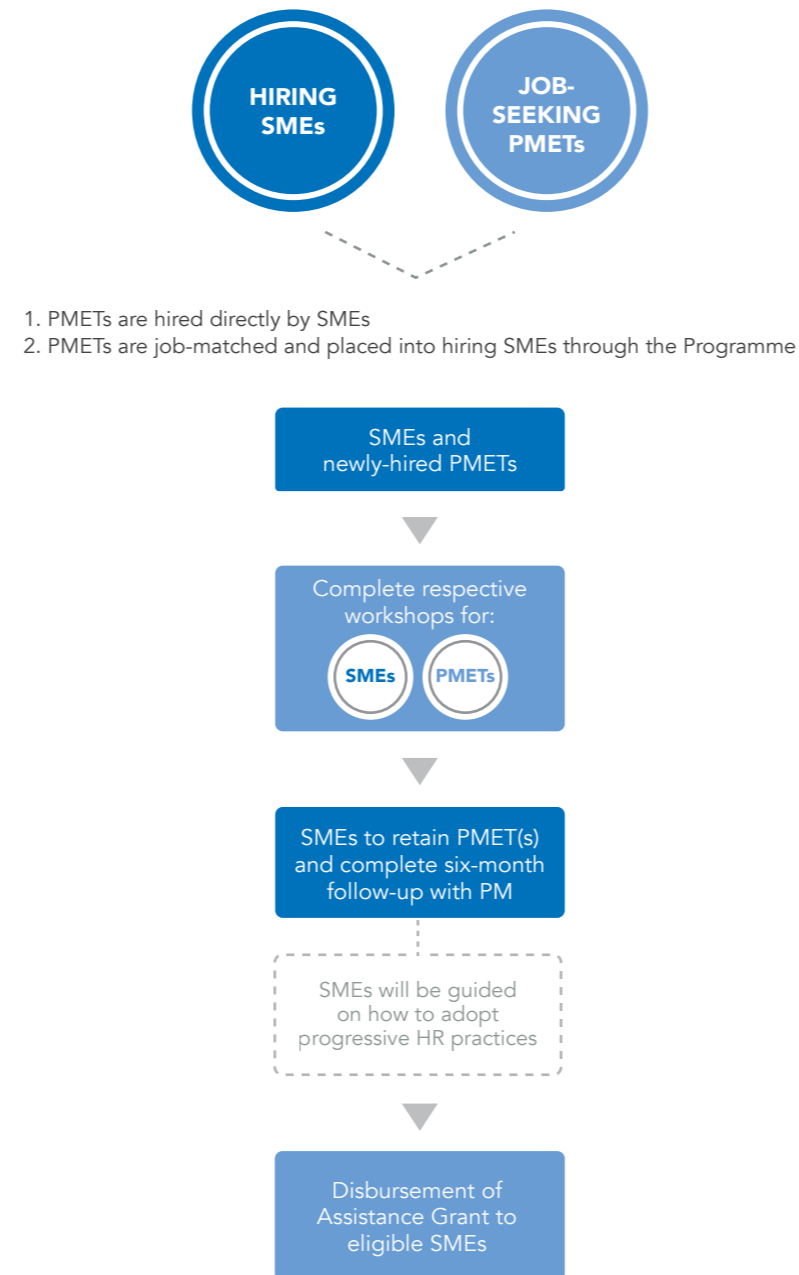 HIRING
SMEs
JOB-
SEEKING
PMETs
1. PMETs are hired directly by SMEs
2. PMETs are job-matched and placed into hiring SMEs through the Programme
SMEs and
newly-hired PMETs
Complete respective
workshops for:
SMEs
PMETs
SMEs to retain PMET(s)
and complete six-month
follow-up with PM
SMEs will be guided
on how to adopt
progressive HR practices
Disbursement of
Assistance Grant to
eligible SMEs